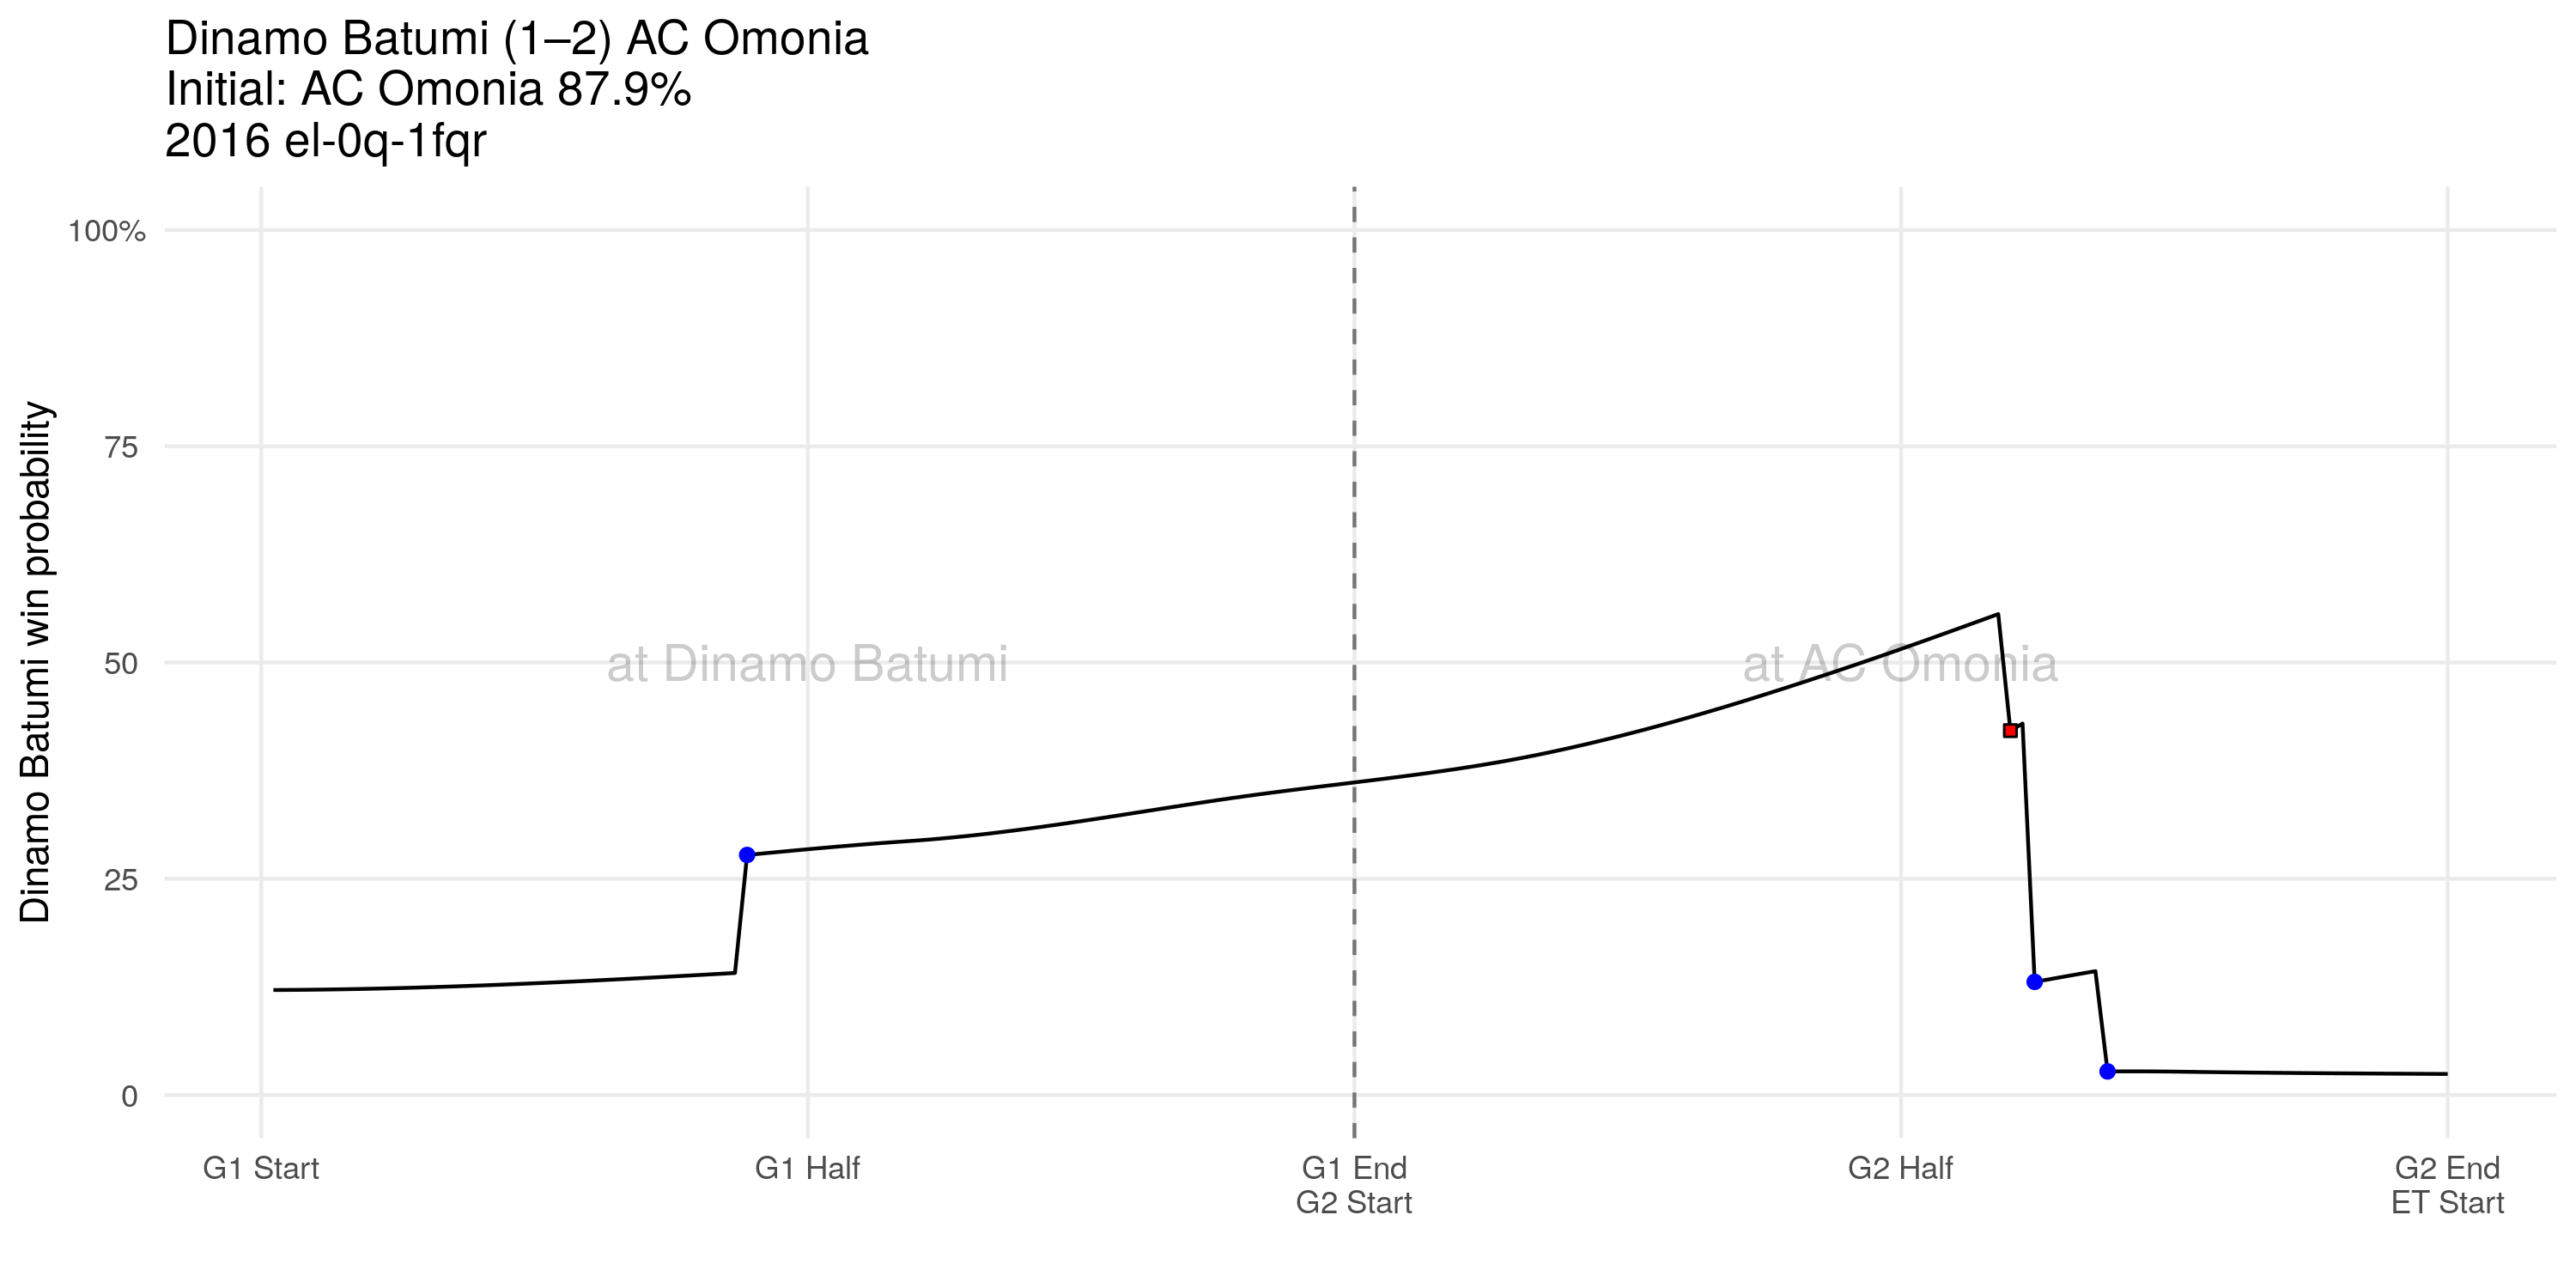 Dinamo Batumi (1–2) AC Omonia
Initial: AC Omonia 87.9%
2016 el-0q-1fqr
Dinamo Batumi win probability
100%
75
50
25
0
at Dinamo Batumi
at AC Omonia
G1 Start
G1 Half
G1 End
G2 Start
G2 Half
G2 End
ET Start